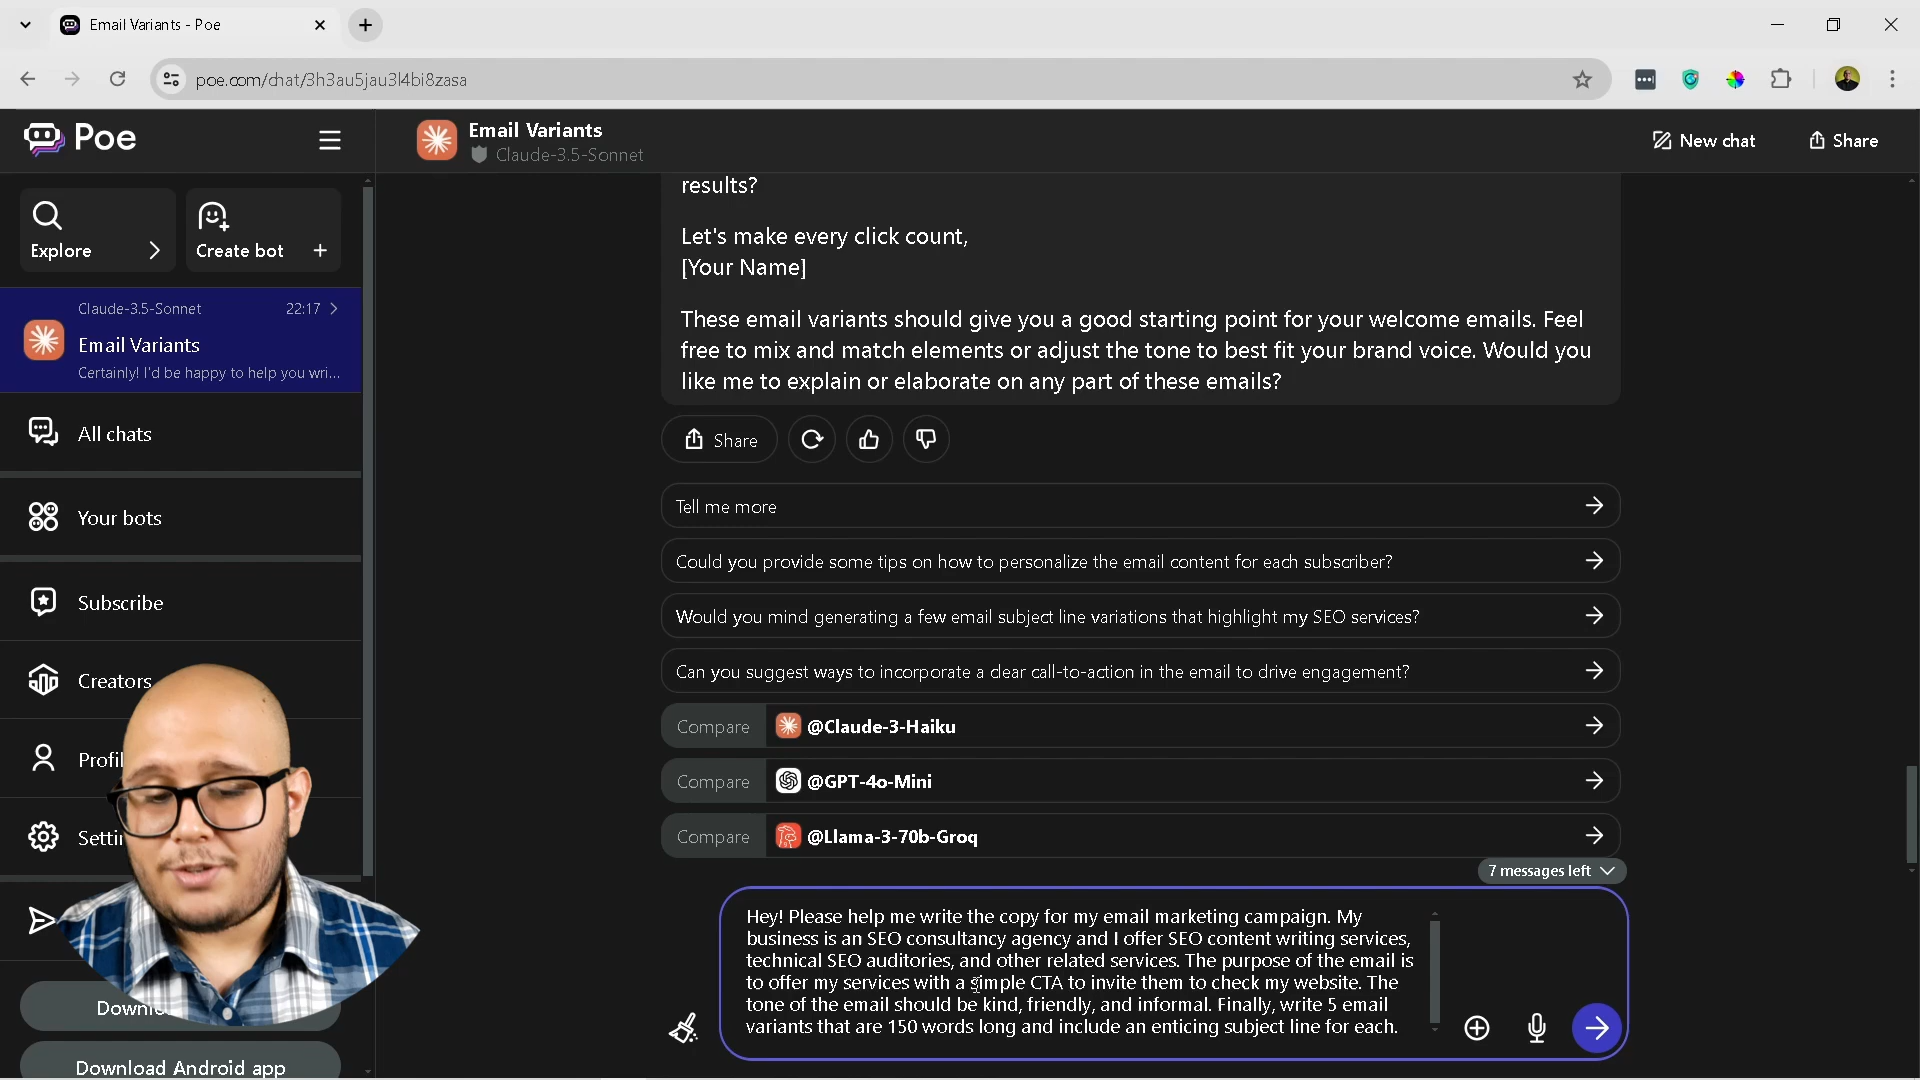 Email Variants - Poe
poe.com/chat/3h3au5jau3l4bi8zasa
Poe
Email Variants
Claude-3.5-Sonnet
New chat
Share
Explore
Create bot
Claude-3.5-Sonnet
22:17
Email Variants
Certainly! I'd be happy to help you wri...
All chats
Your bots
Subscribe
Creators
results?
Let's make every click count,
[Your Name]
These email variants should give you a good starting point for your welcome emails. Feel
free to mix and match elements or adjust the tone to best fit your brand voice. Would you
like me to explain or elaborate on any part of these emails?
Share
Tell me more
Could you provide some tips on how to personalize the email content for each subscriber?
Would you mind generating a few email subject line variations that highlight my SEO services?
Can you suggest ways to incorporate a clear call-to-action in the email to drive engagement?
Compare @Claude-3-Haiku
Compare @GPT-4o-Mini
Compare @Llama-3-70b-Groq
7 messages left
Hey! Please help me write the copy for my email marketing campaign. My
business is an SEO consultancy agency and I offer SEO content writing services,
technical SEO auditories, and other related services. The purpose of the email is
to offer my services with a simple CTA to invite them to check my website. The
tone of the email should be kind, friendly, and informal. Finally, write 5 email
variants that are 150 words long and include an enticing subject line for each.
Download Android app